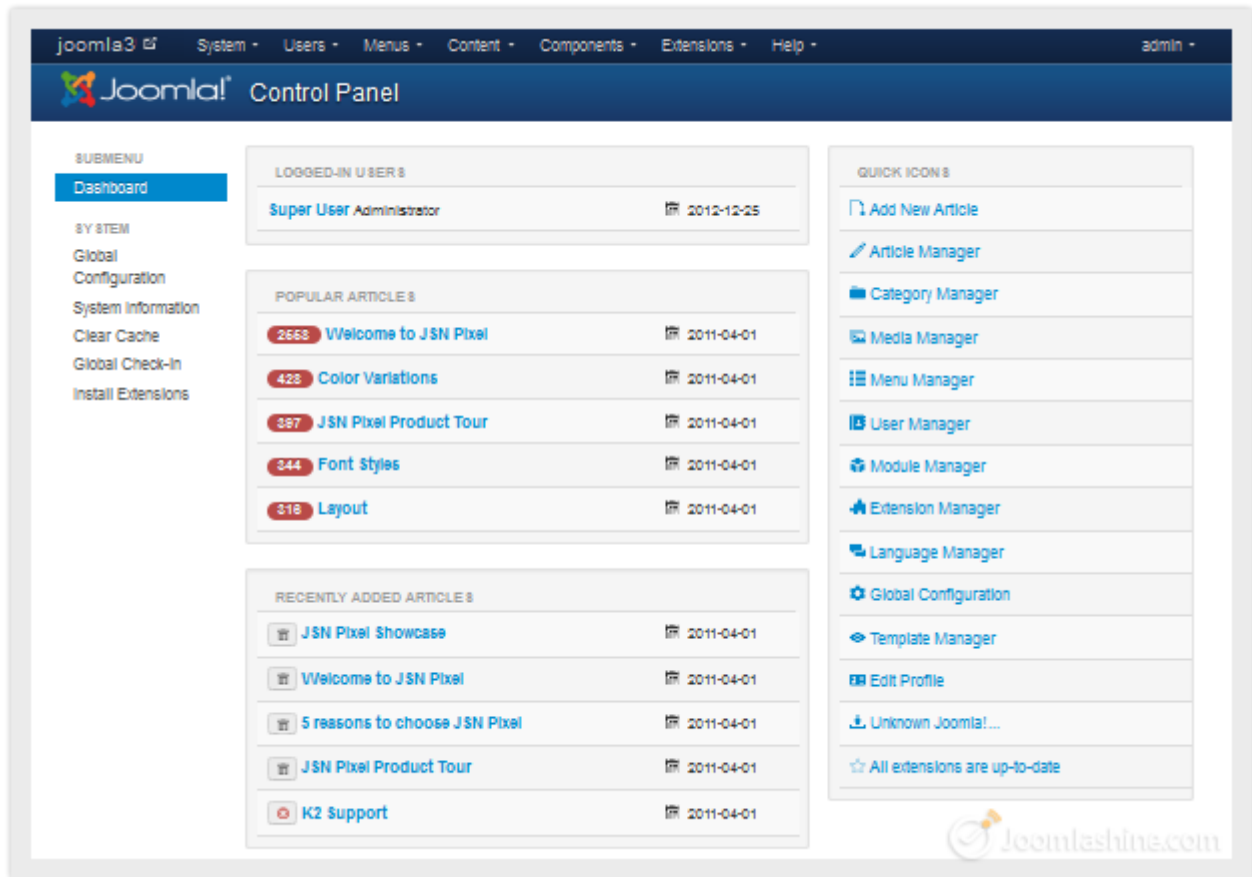 joomla3 System Users Menus Content Components Extensions Help admin
Joomla!® Control Panel
SUBMENU
Dashboard
SYSTEM
Global
Configuration
System Information
Clear Cache
Global Check-in
Install Extensions
LOGGED-IN USERS
Super User Administrator 2012-12-25
POPULAR ARTICLES
Welcome to JSN Pixel 2011-04-01
428 Color Variations 2011-04-01
JSN Pixel Product Tour 2011-04-01
344 Font Styles 2011-04-01
316 Layout 2011-04-01
RECENTLY ADDED ARTICLES
JSN Pixel Showcase 2011-04-01
Welcome to JSN Pixel 2011-04-01
5 reasons to choose JSN Pixel 2011-04-01
JSN Pixel Product Tour 2011-04-01
K2 Support 2011-04-01
QUICK ICONS
Add New Article
Article Manager
Category Manager
Media Manager
Menu Manager
User Manager
Module Manager
Extension Manager
Language Manager
Global Configuration
Template Manager
Edit Profile
Unknown Joomla! ...
All extensions are up-to-date
Joomlashine.com